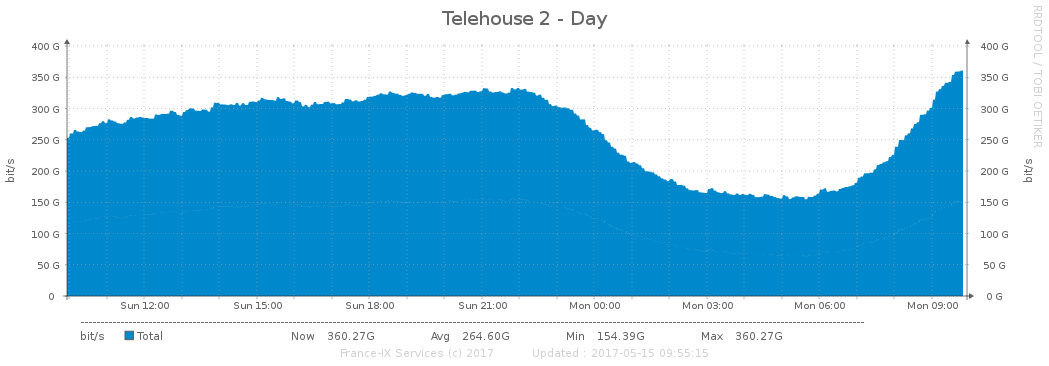 Telehouse 2 - Day
RRDTOOL / TOBI OETIKER
400 G 400 G
350 G 350 G
300 G 300 G
250 G 250 G
200 G 200 G
150 G 150 G
100 G 100 G
50 G 50 G
0 0 G
bit/s bit/s
Sun 12:00 Sun 15:00 Sun 18:00 Sun 21:00 Mon 00:00 Mon 03:00 Mon 06:00 Mon 09:00
bit/s Total Now 360.27G Avg 264.60G Min 154.39G Max 360.27G
France-IX Services (c) 2017 Updated : 2017-05-15 09:55:15